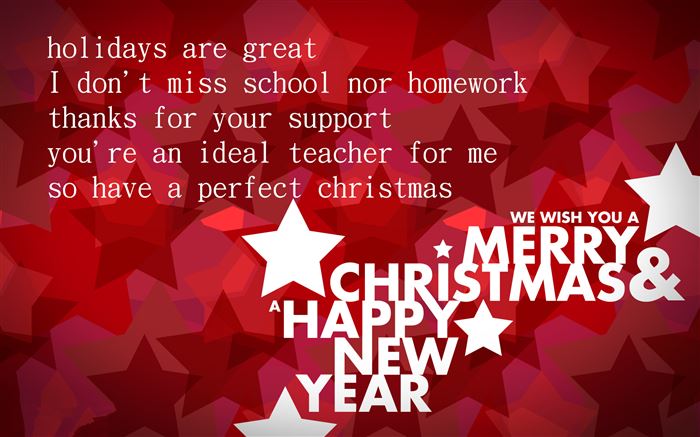 holidays are great
I don't miss school nor homework
thanks for your support
you're an ideal teacher for me
so have a perfect christmas
WE WISH YOU A
MERRY
CHRISTMAS &
A HAPPY
NEW
YEAR